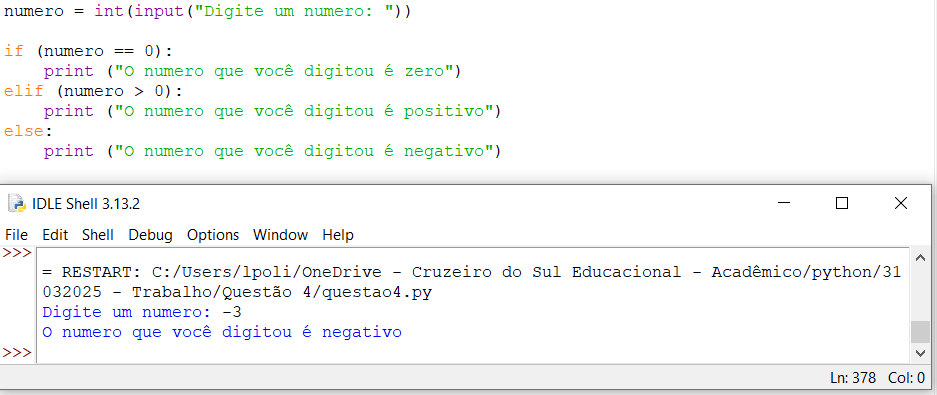 numero = int(input("Digite um numero: "))
if (numero == 0):
    print ("O numero que você digitou é zero")
elif (numero > 0):
    print ("O numero que você digitou é positivo")
else:
    print ("O numero que você digitou é negativo")
IDLE Shell 3.13.2
File Edit Shell Debug Options Window Help
>>>
= RESTART: C:/Users/lpoli/OneDrive - Cruzeiro do Sul Educacional - Acadêmico/python/31
032025 - Trabalho/Questão 4/questao4.py
Digite um numero: -3
O numero que você digitou é negativo
>>>
Ln: 378 Col: 0